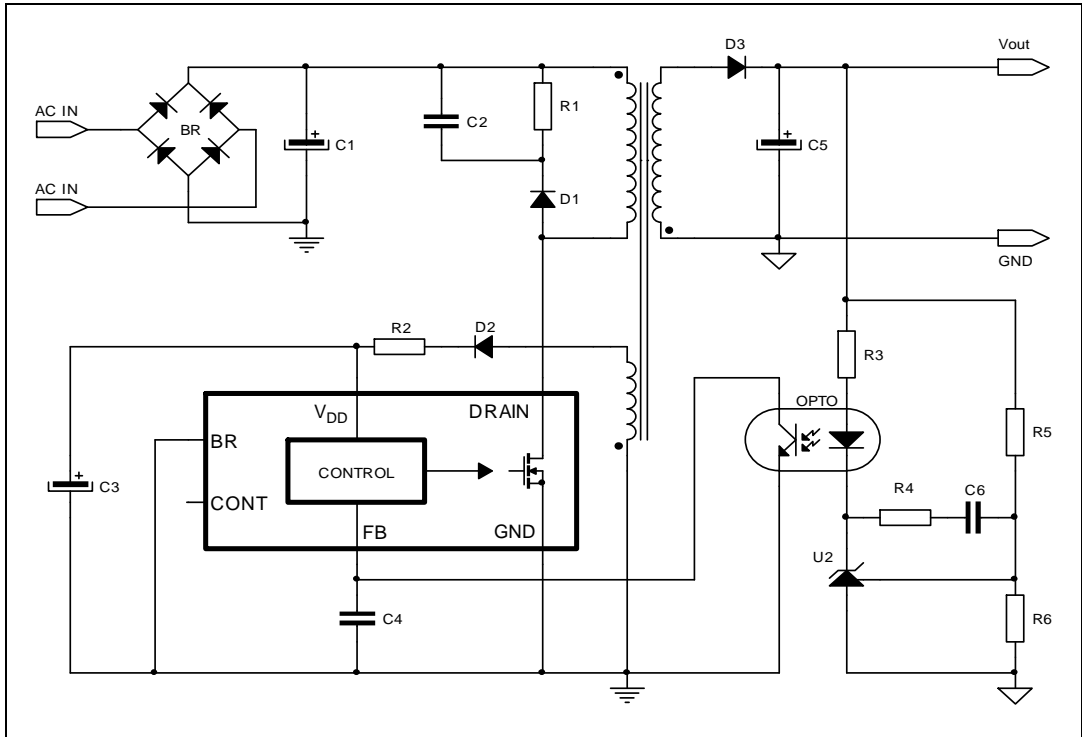 D3
Vout
AC IN
BR
R1
C2
C1
C5
AC IN
D1
GND
R2
D2
R3
VDD
DRAIN
OPTO
BR
R5
CONTROL
C3
CONT
R4
C6
FB
GND
U2
C4
R6
+
+
+